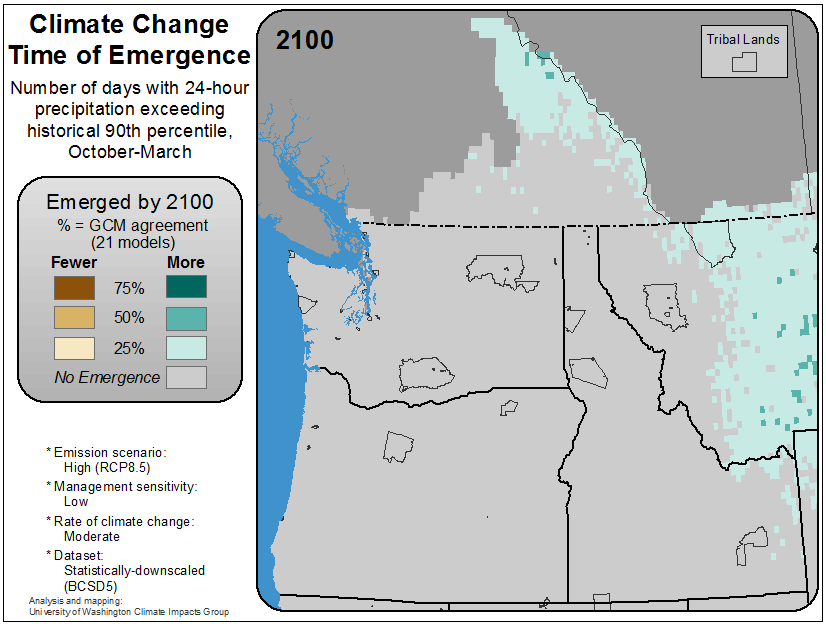 Climate Change
Time of Emergence
Number of days with 24-hour
precipitation exceeding
historical 90th percentile,
October-March
Emerged by 2100
% = GCM agreement
(21 models)
Fewer More
75%
50%
25%
No Emergence
* Emission scenario:
High (RCP8.5)
* Management sensitivity:
Low
* Rate of climate change:
Moderate
* Dataset:
Statistically-downscaled
(BCSD5)
Analysis and mapping:
University of Washington Climate Impacts Group
2100
Tribal Lands